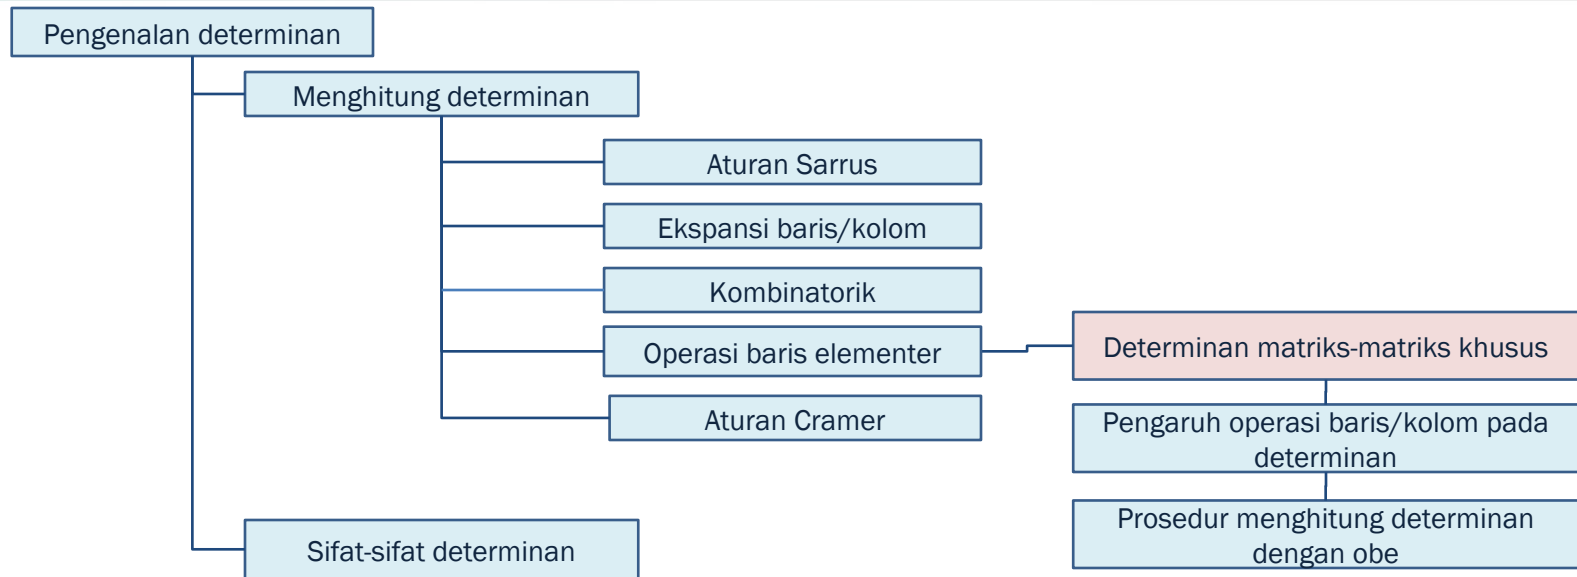 Pengenalan determinan
Menghitung determinan
Aturan Sarrus
Ekspansi baris/kolom
Kombinatorik
Operasi baris elementer
Aturan Cramer
Determinan matriks-matriks khusus
Pengaruh operasi baris/kolom pada
determinan
Prosedur menghitung determinan
dengan obe
Sifat-sifat determinan